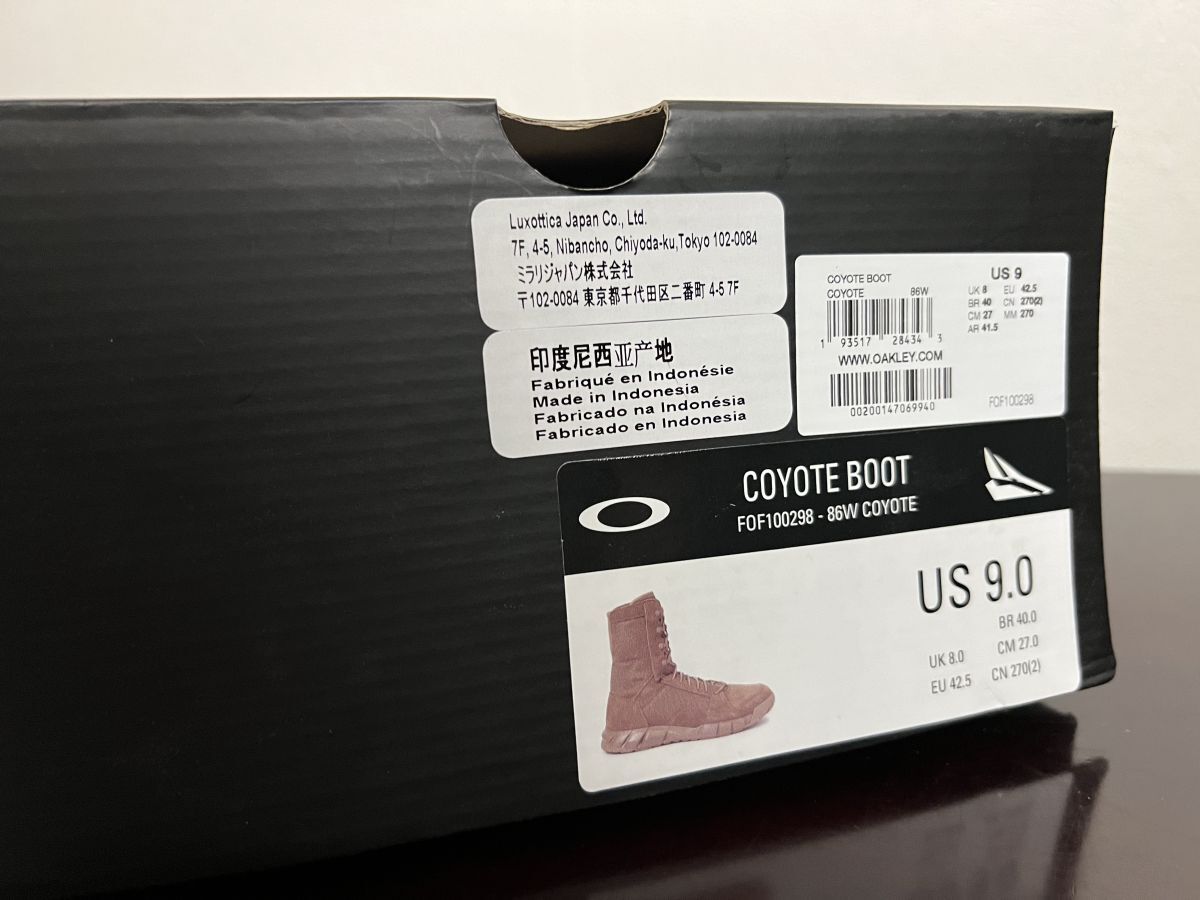 Luxottica Japan Co., Ltd.
7F, 4-5, Nibancho, Chiyoda-ku,Tokyo 102-0084
ミラリジャパン株式会社
〒102-0084 東京都千代田区二番町 4-5 7F
印度尼西亚产地
Fabriqué en Indonésie
Made in Indonesia
Fabricado na Indonésia
Fabricado en Indonesia
COYOTE BOOT
COYOTE 86W
1 93517 28434 3
WWW.OAKLEY.COM
00200147069940
US 9
UK 8 EU 42.5
BR 40 CN 270(2)
CM 27 MM 270
AR 41.5
FOF100298
COYOTE BOOT
FOF100298 - 86W COYOTE
US 9.0
BR 40.0
UK 8.0 CM 27.0
EU 42.5 CN 270(2)